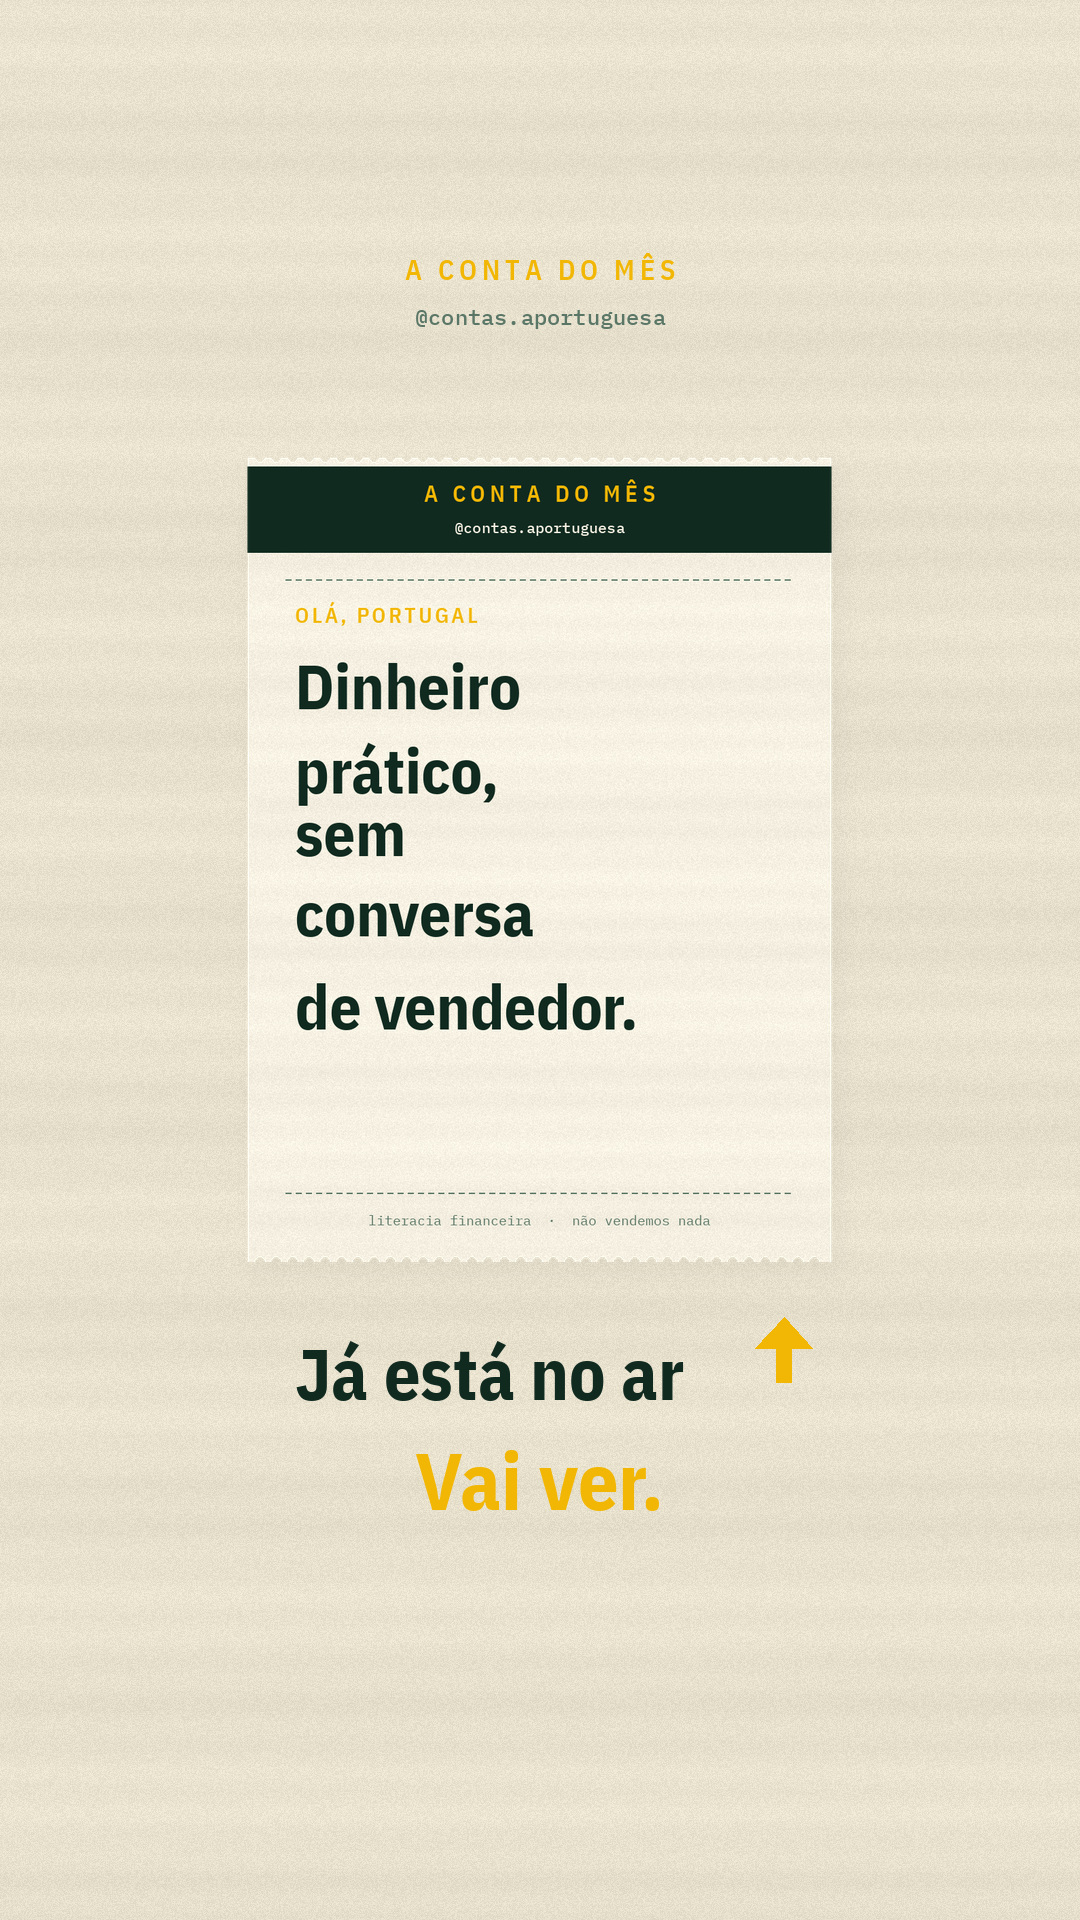 A CONTA DO MÊS
@contas.aportuguesa
A CONTA DO MÊS
@contas.aportuguesa
OLÁ, PORTUGAL
Dinheiro
prático,
sem
conversa
de vendedor.
literacia financeira · não vendemos nada
Já está no ar
Vai ver.